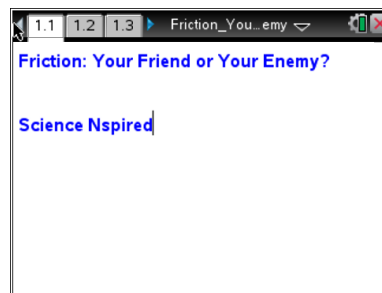 1.1 1.2 1.3 Friction_You...emy
Friction: Your Friend or Your Enemy?
Science Nspired